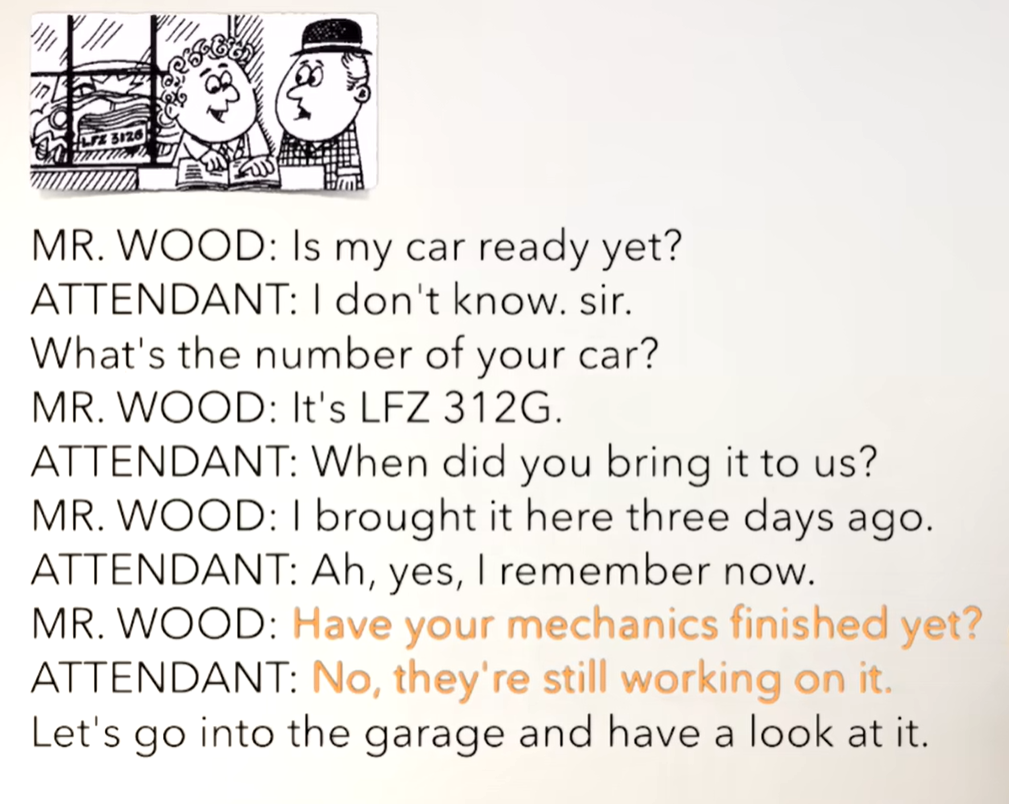 LFZ 312G
MR. WOOD: Is my car ready yet?
ATTENDANT: I don't know. sir.
What's the number of your car?
MR. WOOD: It's LFZ 312G.
ATTENDANT: When did you bring it to us?
MR. WOOD: I brought it here three days ago.
ATTENDANT: Ah, yes, I remember now.
MR. WOOD: Have your mechanics finished yet?
ATTENDANT: No, they're still working on it.
Let's go into the garage and have a look at it.